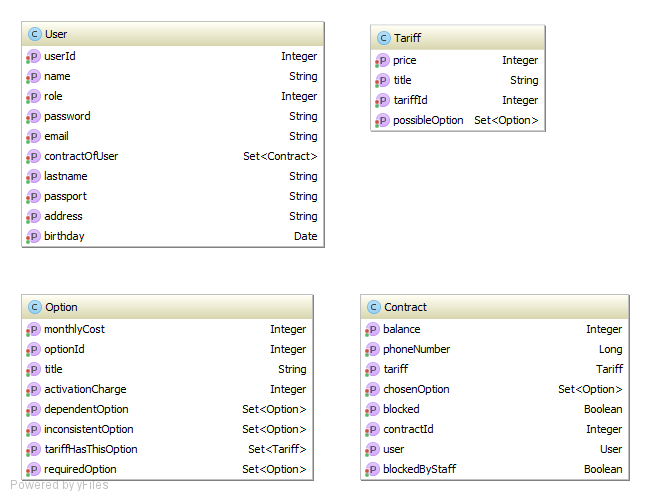 User
userId Integer
name String
role Integer
password String
email String
contractOfUser Set<Contract>
lastname String
passport String
address String
birthday Date
Tariff
price Integer
title String
tariffId Integer
possibleOption Set<Option>
Option
monthlyCost Integer
optionId Integer
title String
activationCharge Integer
dependentOption Set<Option>
inconsistentOption Set<Option>
tariffHasThisOption Set<Tariff>
requiredOption Set<Option>
Contract
balance Integer
phoneNumber Long
tariff Tariff
chosenOption Set<Option>
blocked Boolean
contractId Integer
user User
blockedByStaff Boolean
Powered by yFiles